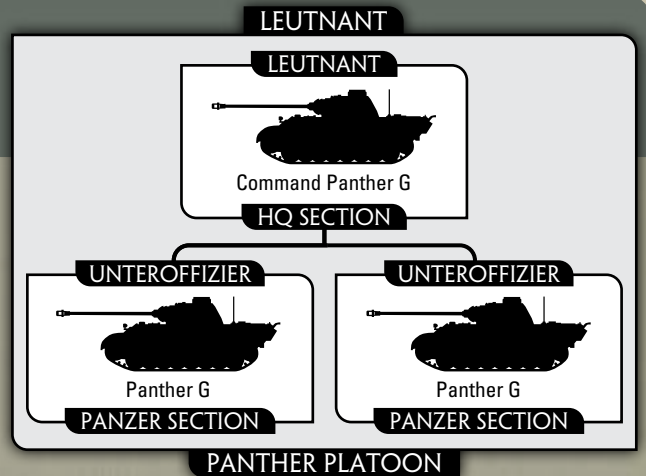 LEUTNANT
LEUTNANT
Command Panther G
HQ SECTION
UNTEROFFIZIER
UNTEROFFIZIER
Panther G
Panther G
PANZER SECTION
PANZER SECTION
PANTHER PLATOON